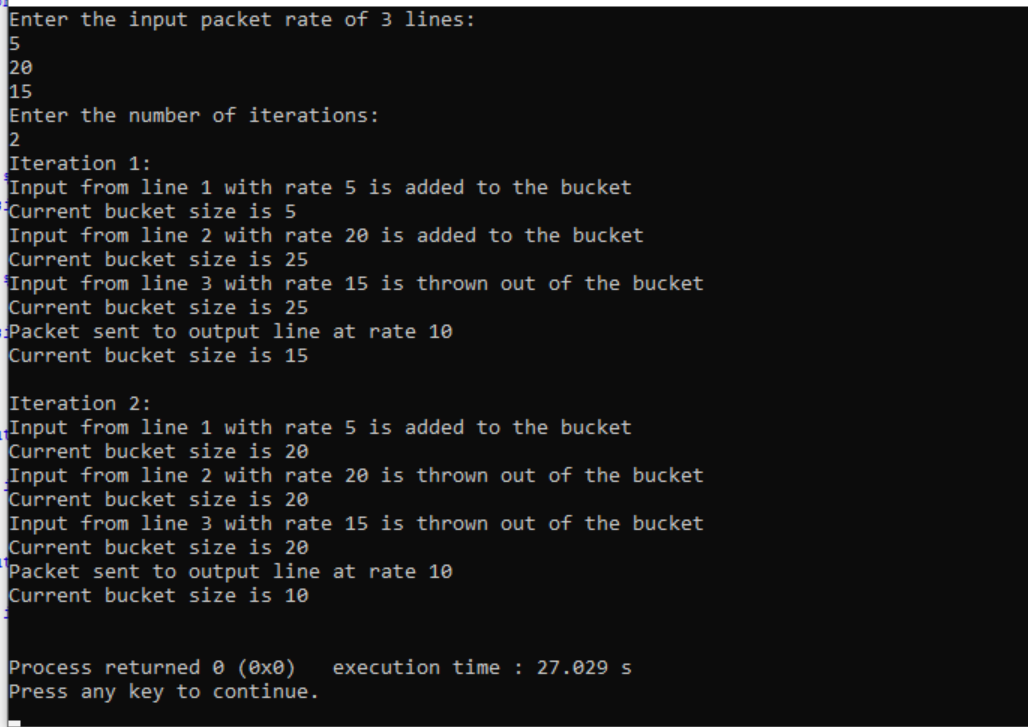 Enter the input packet rate of 3 lines:
5
20
15
Enter the number of iterations:
2
Iteration 1:
Input from line 1 with rate 5 is added to the bucket
Current bucket size is 5
Input from line 2 with rate 20 is added to the bucket
Current bucket size is 25
Input from line 3 with rate 15 is thrown out of the bucket
Current bucket size is 25
Packet sent to output line at rate 10
Current bucket size is 15
Iteration 2:
Input from line 1 with rate 5 is added to the bucket
Current bucket size is 20
Input from line 2 with rate 20 is thrown out of the bucket
Current bucket size is 20
Input from line 3 with rate 15 is thrown out of the bucket
Current bucket size is 20
Packet sent to output line at rate 10
Current bucket size is 10
Process returned 0 (0x0)   execution time : 27.029 s
Press any key to continue.